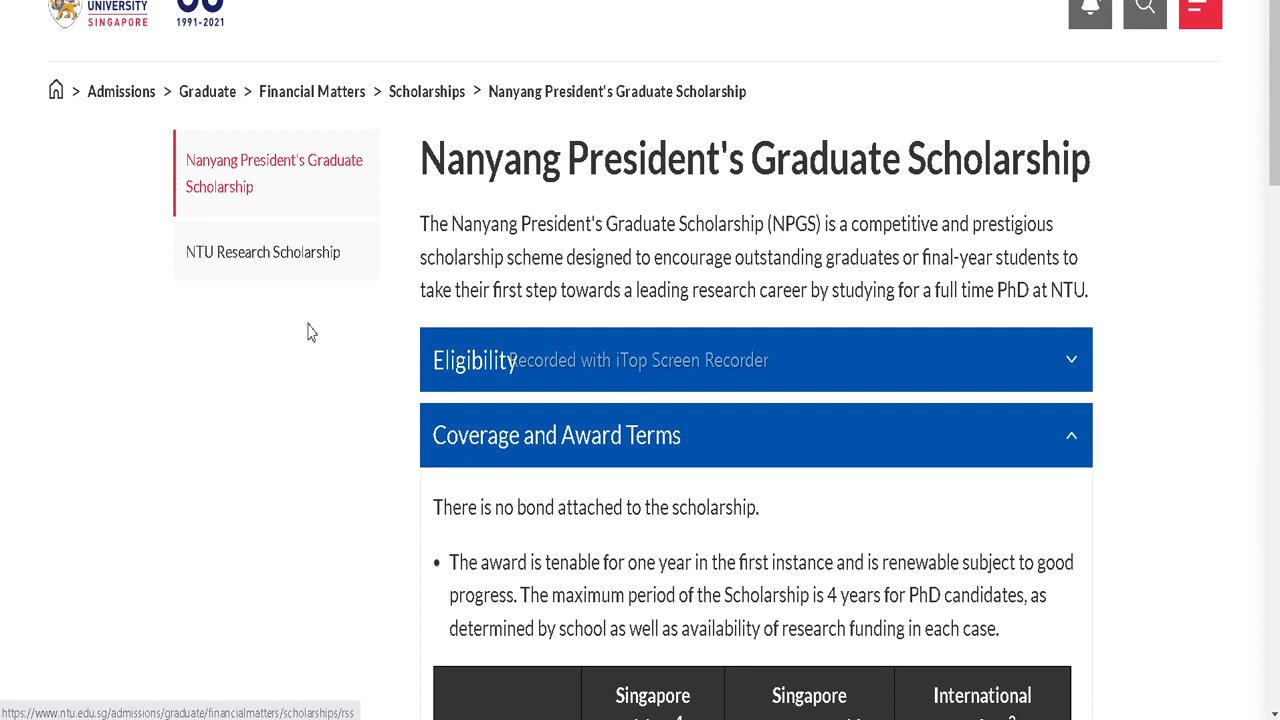 UNIVERSITY
SINGAPORE
1991-2021
> Admissions > Graduate > Financial Matters > Scholarships > Nanyang President's Graduate Scholarship
Nanyang President's Graduate
Scholarship
NTU Research Scholarship
Nanyang President's Graduate Scholarship
The Nanyang President's Graduate Scholarship (NPGS) is a competitive and prestigious
scholarship scheme designed to encourage outstanding graduates or final-year students to
take their first step towards a leading research career by studying for a full time PhD at NTU.
Eligibility
Recorded with iTop Screen Recorder
Coverage and Award Terms
There is no bond attached to the scholarship.
• The award is tenable for one year in the first instance and is renewable subject to good
progress. The maximum period of the Scholarship is 4 years for PhD candidates, as
determined by school as well as availability of research funding in each case.
Singapore Singapore International
https://www.ntu.edu.sg/admissions/graduate/financialmatters/scholarships/rss